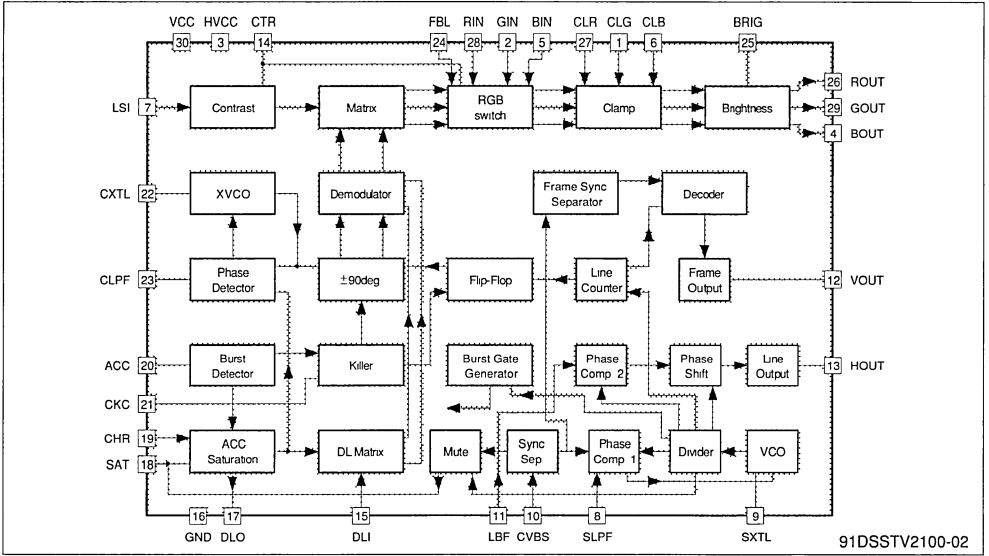 VCC HVCC CTR FBL RIN GIN BIN CLR CLG CLB BRIG
30 3 14 24 28 2 5 27 1 6 25
LSI 7 Contrast Matrix RGB switch Clamp Brightness 26 ROUT
29 GOUT
4 BOUT
CXTL 22 XVCO Demodulator Frame Sync Separator Decoder
CLPF 23 Phase Detector ±90deg Flip-Flop Line Counter Frame Output 12 VOUT
ACC 20 Burst Detector Killer Burst Gate Generator Phase Comp 2 Phase Shift Line Output 13 HOUT
CKC 21
CHR 19 ACC Saturation DL Matrix Mute Sync Sep Phase Comp 1 Divider VCO
SAT 18
16 17 15 11 10 8 9
GND DLO DLI LBF CVBS SLPF SXTL
91DSSTV2100-02